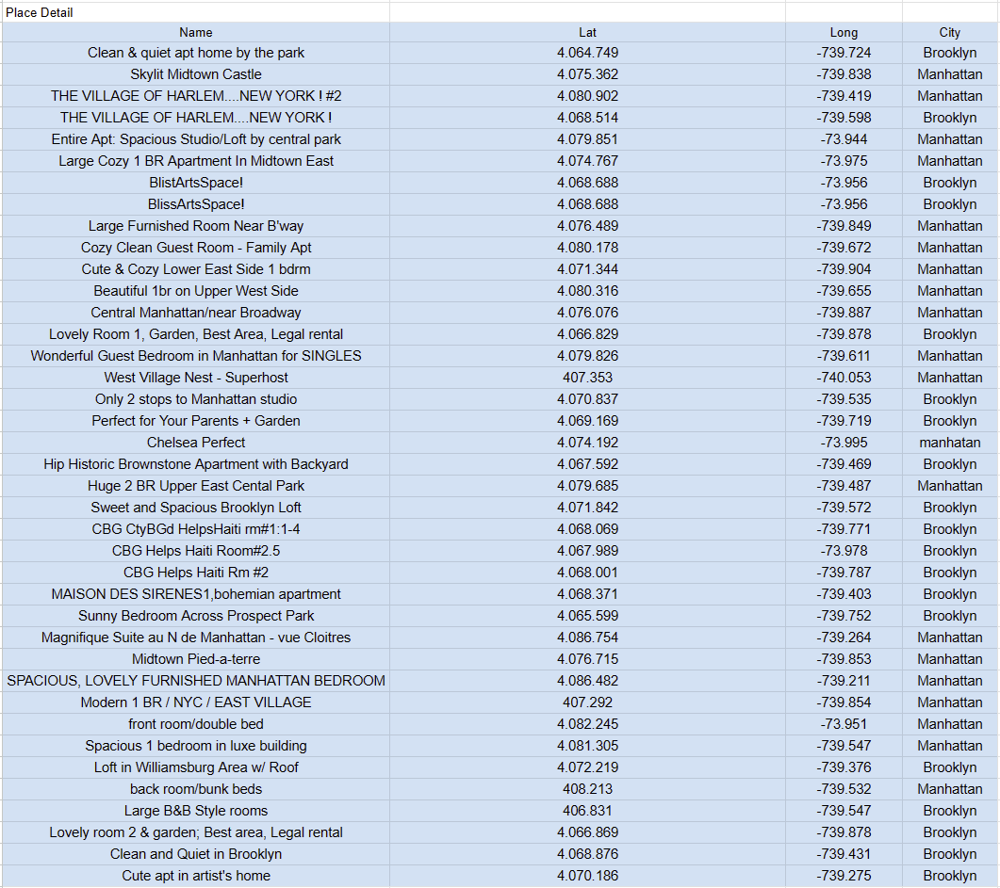 Place Detail
Name Lat Long City
Clean & quiet apt home by the park 4.064.749 -739.724 Brooklyn
Skylit Midtown Castle 4.075.362 -739.838 Manhattan
THE VILLAGE OF HARLEM....NEW YORK ! #2 4.080.902 -739.419 Manhattan
THE VILLAGE OF HARLEM....NEW YORK ! 4.068.514 -739.598 Brooklyn
Entire Apt: Spacious Studio/Loft by central park 4.079.851 -73.944 Manhattan
Large Cozy 1 BR Apartment In Midtown East 4.074.767 -73.975 Manhattan
BlistArtsSpace! 4.068.688 -73.956 Brooklyn
BlissArtsSpace! 4.068.688 -73.956 Brooklyn
Large Furnished Room Near B'way 4.076.489 -739.849 Manhattan
Cozy Clean Guest Room - Family Apt 4.080.178 -739.672 Manhattan
Cute & Cozy Lower East Side 1 bdrm 4.071.344 -739.904 Manhattan
Beautiful 1br on Upper West Side 4.080.316 -739.655 Manhattan
Central Manhattan/near Broadway 4.076.076 -739.887 Manhattan
Lovely Room 1, Garden, Best Area, Legal rental 4.066.829 -739.878 Brooklyn
Wonderful Guest Bedroom in Manhattan for SINGLES 4.079.826 -739.611 Manhattan
West Village Nest - Superhost 407.353 -740.053 Manhattan
Only 2 stops to Manhattan studio 4.070.837 -739.535 Brooklyn
Perfect for Your Parents + Garden 4.069.169 -739.719 Brooklyn
Chelsea Perfect 4.074.192 -73.995 manhatan
Hip Historic Brownstone Apartment with Backyard 4.067.592 -739.469 Brooklyn
Huge 2 BR Upper East Cental Park 4.079.685 -739.487 Manhattan
Sweet and Spacious Brooklyn Loft 4.071.842 -739.572 Brooklyn
CBG CtyBGd HelpsHaiti rm#1:1-4 4.068.069 -739.771 Brooklyn
CBG Helps Haiti Room#2.5 4.067.989 -73.978 Brooklyn
CBG Helps Haiti Rm #2 4.068.001 -739.787 Brooklyn
MAISON DES SIRENES1,bohemian apartment 4.068.371 -739.403 Brooklyn
Sunny Bedroom Across Prospect Park 4.065.599 -739.752 Brooklyn
Magnifique Suite au N de Manhattan - vue Cloitres 4.086.754 -739.264 Manhattan
Midtown Pied-a-terre 4.076.715 -739.853 Manhattan
SPACIOUS, LOVELY FURNISHED MANHATTAN BEDROOM 4.086.482 -739.211 Manhattan
Modern 1 BR / NYC / EAST VILLAGE 407.292 -739.854 Manhattan
front room/double bed 4.082.245 -73.951 Manhattan
Spacious 1 bedroom in luxe building 4.081.305 -739.547 Manhattan
Loft in Williamsburg Area w/ Roof 4.072.219 -739.376 Brooklyn
back room/bunk beds 408.213 -739.532 Manhattan
Large B&B Style rooms 406.831 -739.547 Brooklyn
Lovely room 2 & garden; Best area, Legal rental 4.066.869 -739.878 Brooklyn
Clean and Quiet in Brooklyn 4.068.876 -739.431 Brooklyn
Cute apt in artist's home 4.070.186 -739.275 Brooklyn